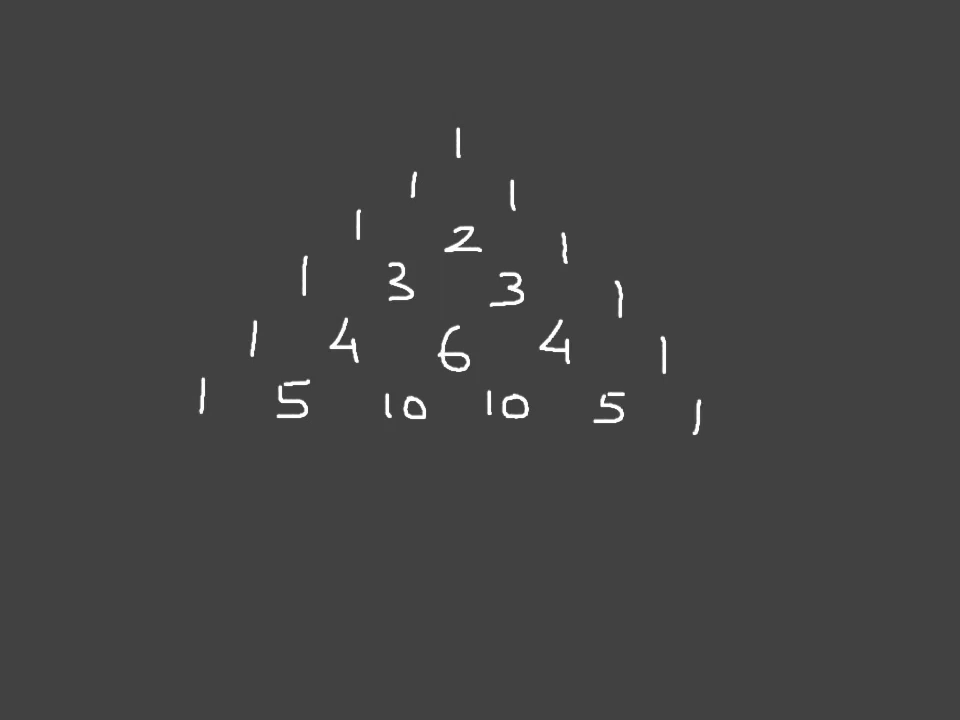 1
1 1
1 2 1
1 3 3 1
1 4 6 4 1
1 5 10 10 5 1